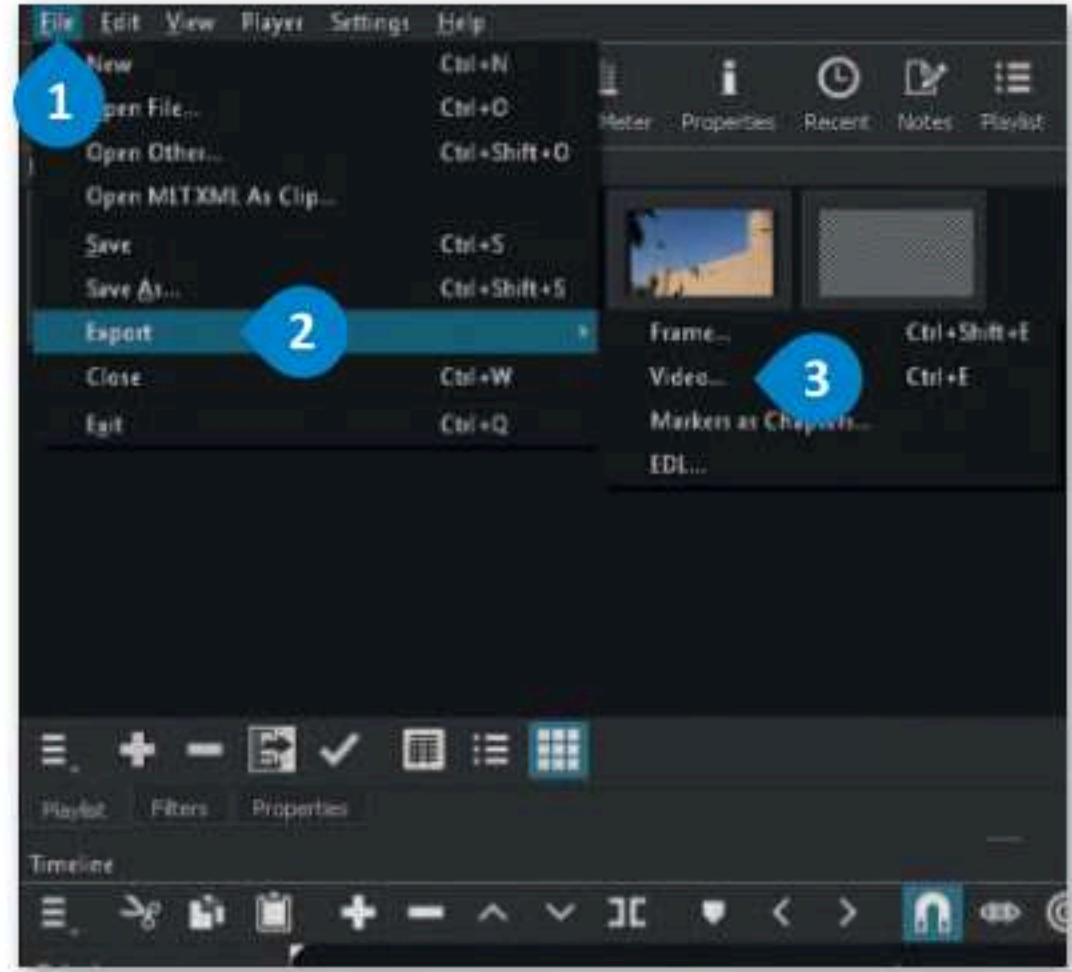 File Edit View Player Settings Help
1
New Ctrl+N
Open File... Ctrl+O
Open Other... Ctrl+Shift+O
Open MLT XML As Clip...
Save Ctrl+S
Save As... Ctrl+Shift+S
Export 2
Close Ctrl+W
Exit Ctrl+Q
Meter Properties Recent Notes Playlist
Frame... Ctrl+Shift+E
Video... 3 Ctrl+E
Markers as Chapters...
EDL...
Playlist Filters Properties
Timeline